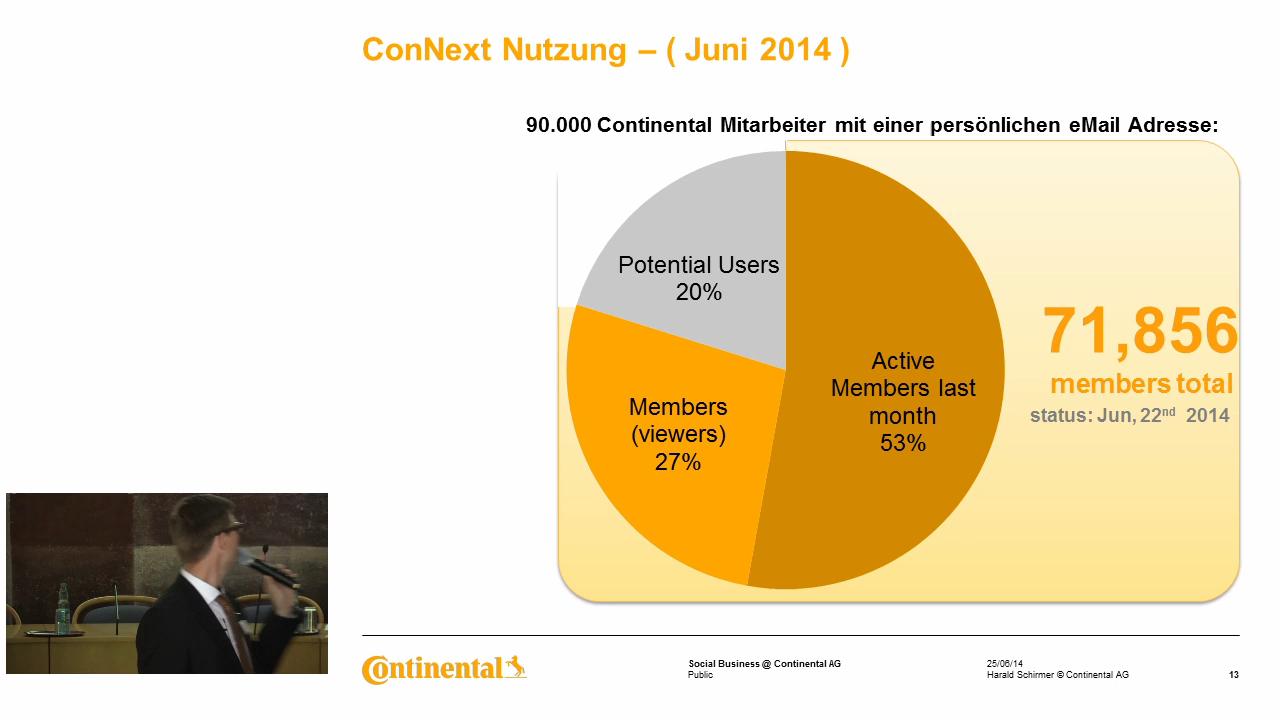 ConNext Nutzung – ( Juni 2014 )
90.000 Continental Mitarbeiter mit einer persönlichen eMail Adresse:
Potential Users
20%
Active
Members last
month
53%
Members
(viewers)
27%
71,856
members total
status: Jun, 22nd 2014
Continental
Social Business @ Continental AG
Public
25/06/14
Harald Schirmer © Continental AG
13